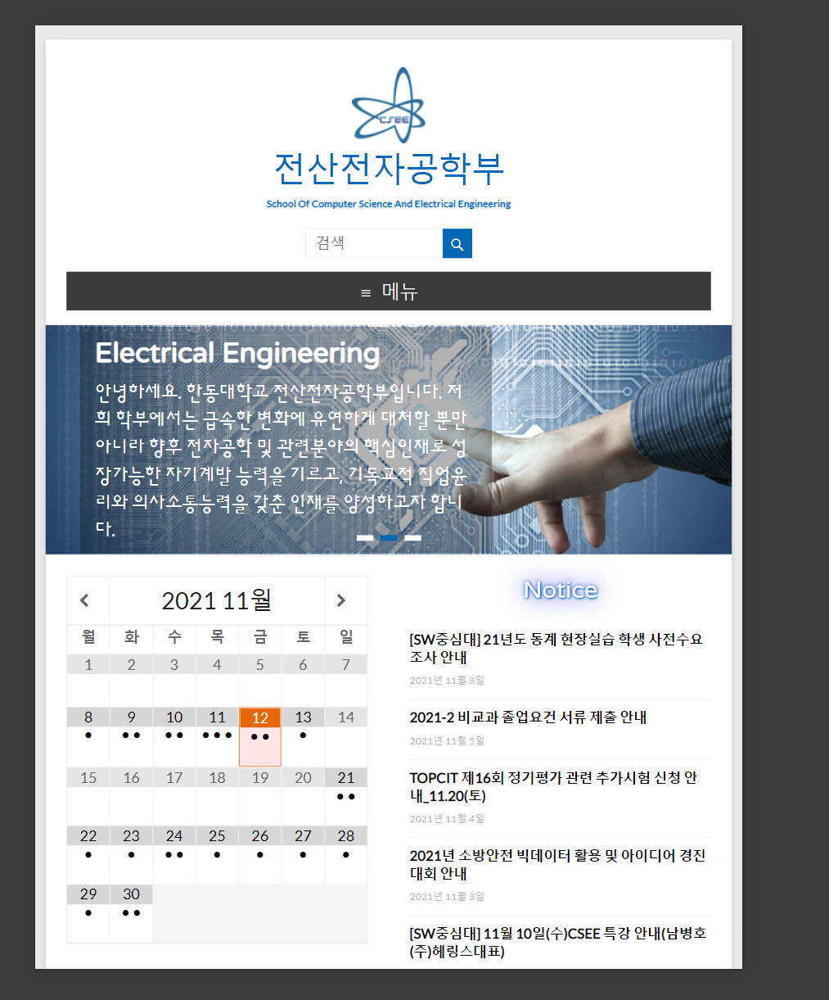 CSEE
전산전자공학부
School Of Computer Science And Electrical Engineering
검색
≡ 메뉴
Electrical Engineering
안녕하세요. 한동대학교 전산전자공학부입니다. 저
희 학부에서는 급속한 변화에 유연하게 대처할 뿐만
아니라 향후 전자공학 및 관련분야의 핵심인재로 성
장가능한 자기계발 능력을 기르고, 기독교적 직업윤
리와 의사소통능력을 갖춘 인재를 양성하고자 합니
다.
2021 11월
월 화 수 목 금 토 일
1 2 3 4 5 6 7
8 9 10 11 12 13 14
15 16 17 18 19 20 21
22 23 24 25 26 27 28
29 30
Notice
[SW중심대] 21년도 동계 현장실습 학생 사전수요
조사 안내
2021년 11월 8일
2021-2 비교과 졸업요건 서류 제출 안내
2021년 11월 5일
TOPCIT 제16회 정기평가 관련 추가시험 신청 안
내_11.20(토)
2021년 11월 4일
2021년 소방안전 빅데이터 활용 및 아이디어 경진
대회 안내
2021년 11월 3일
[SW중심대] 11월 10일(수)CSEE 특강 안내(남병호
(주)헤링스대표)